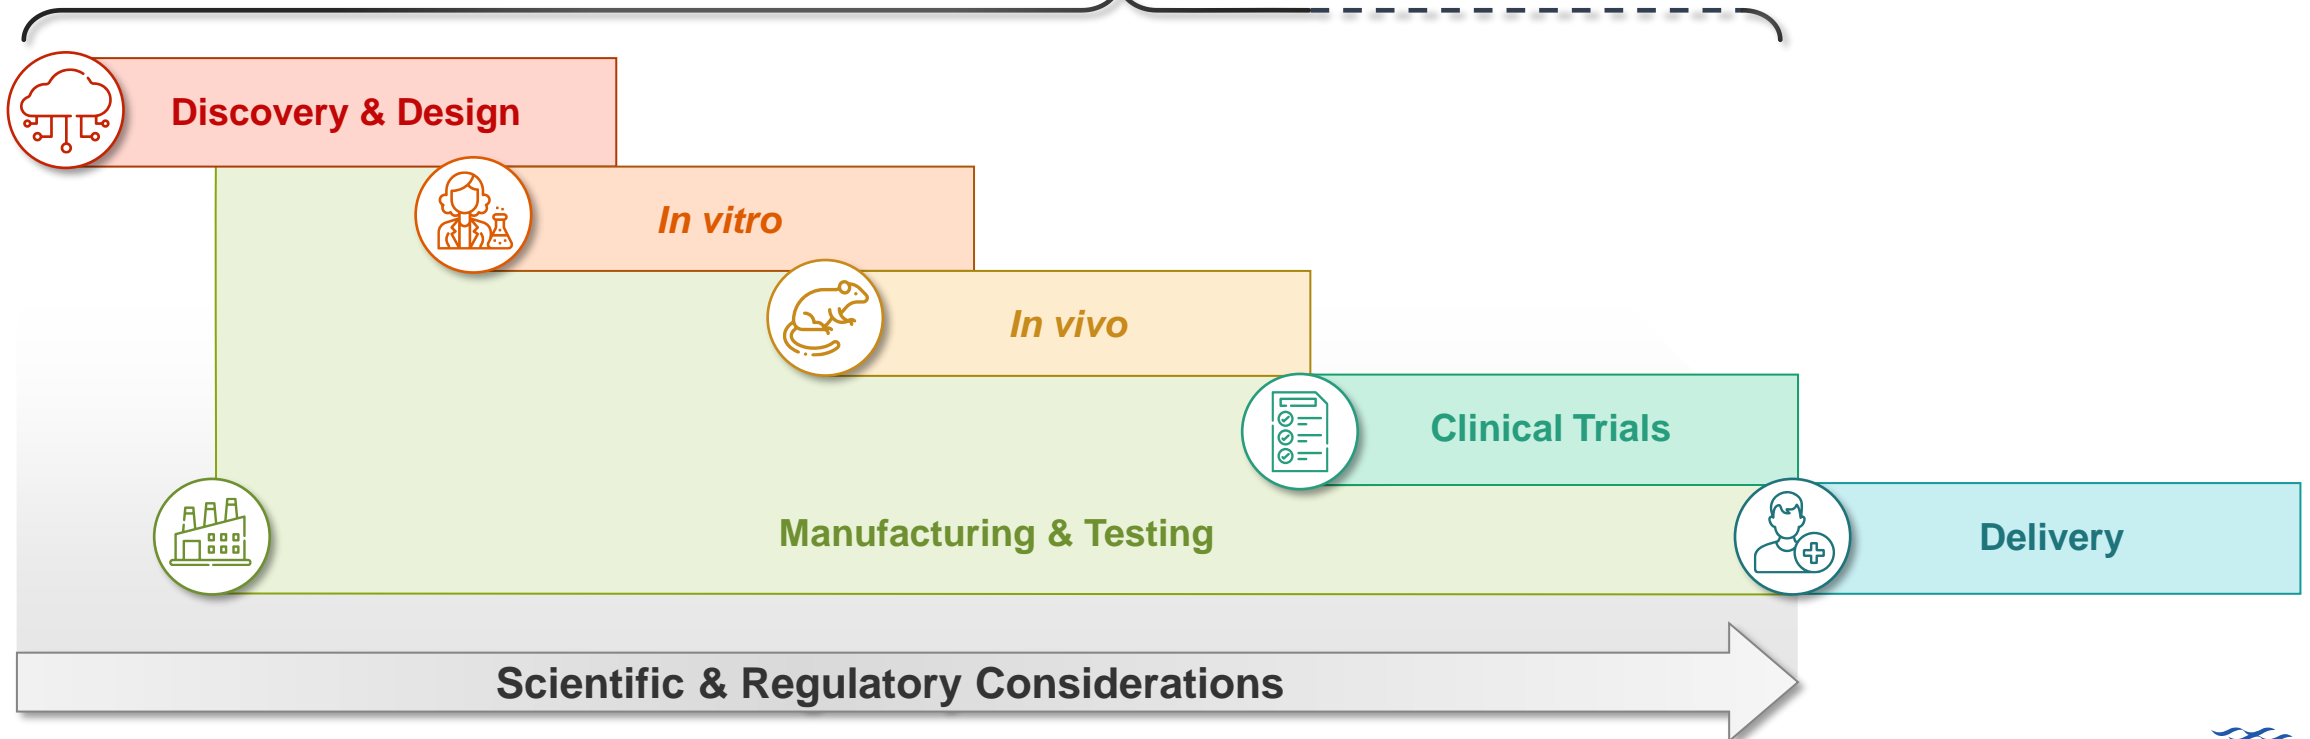 Discovery & Design
In vitro
In vivo
Clinical Trials
Manufacturing & Testing
Delivery
Scientific & Regulatory Considerations